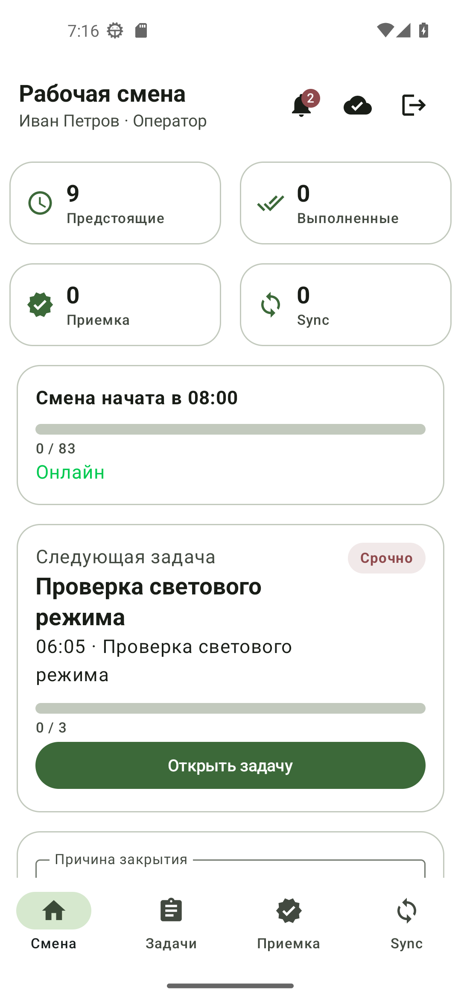 7:16
Рабочая смена
2
Иван Петров · Оператор
9
Предстоящие
0
Выполненные
0
Приемка
0
Sync
Смена начата в 08:00
0 / 83
Онлайн
Следующая задача
Срочно
Проверка светового
режима
06:05 · Проверка светового
режима
0 / 3
Открыть задачу
Причина закрытия
Смена
Задачи
Приемка
Sync